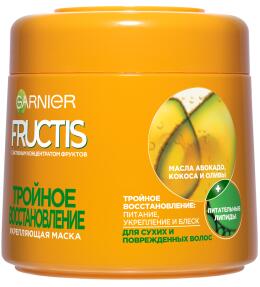 GARNIER
FRUCTIS
С АКТИВНЫМ КОНЦЕНТРАТОМ ФРУКТОВ
ТРОЙНОЕ
ВОССТАНОВЛЕНИЕ
УКРЕПЛЯЮЩАЯ МАСКА
МАСЛА АВОКАДО,
КОКОСА И ОЛИВЫ
ТРОЙНОЕ
ВОССТАНОВЛЕНИЕ:
ПИТАНИЕ,
УКРЕПЛЕНИЕ И БЛЕСК
ДЛЯ СУХИХ И
ПОВРЕЖДЕННЫХ ВОЛОС
+
ПИТАТЕЛЬНЫЕ
ЛИПИДЫ